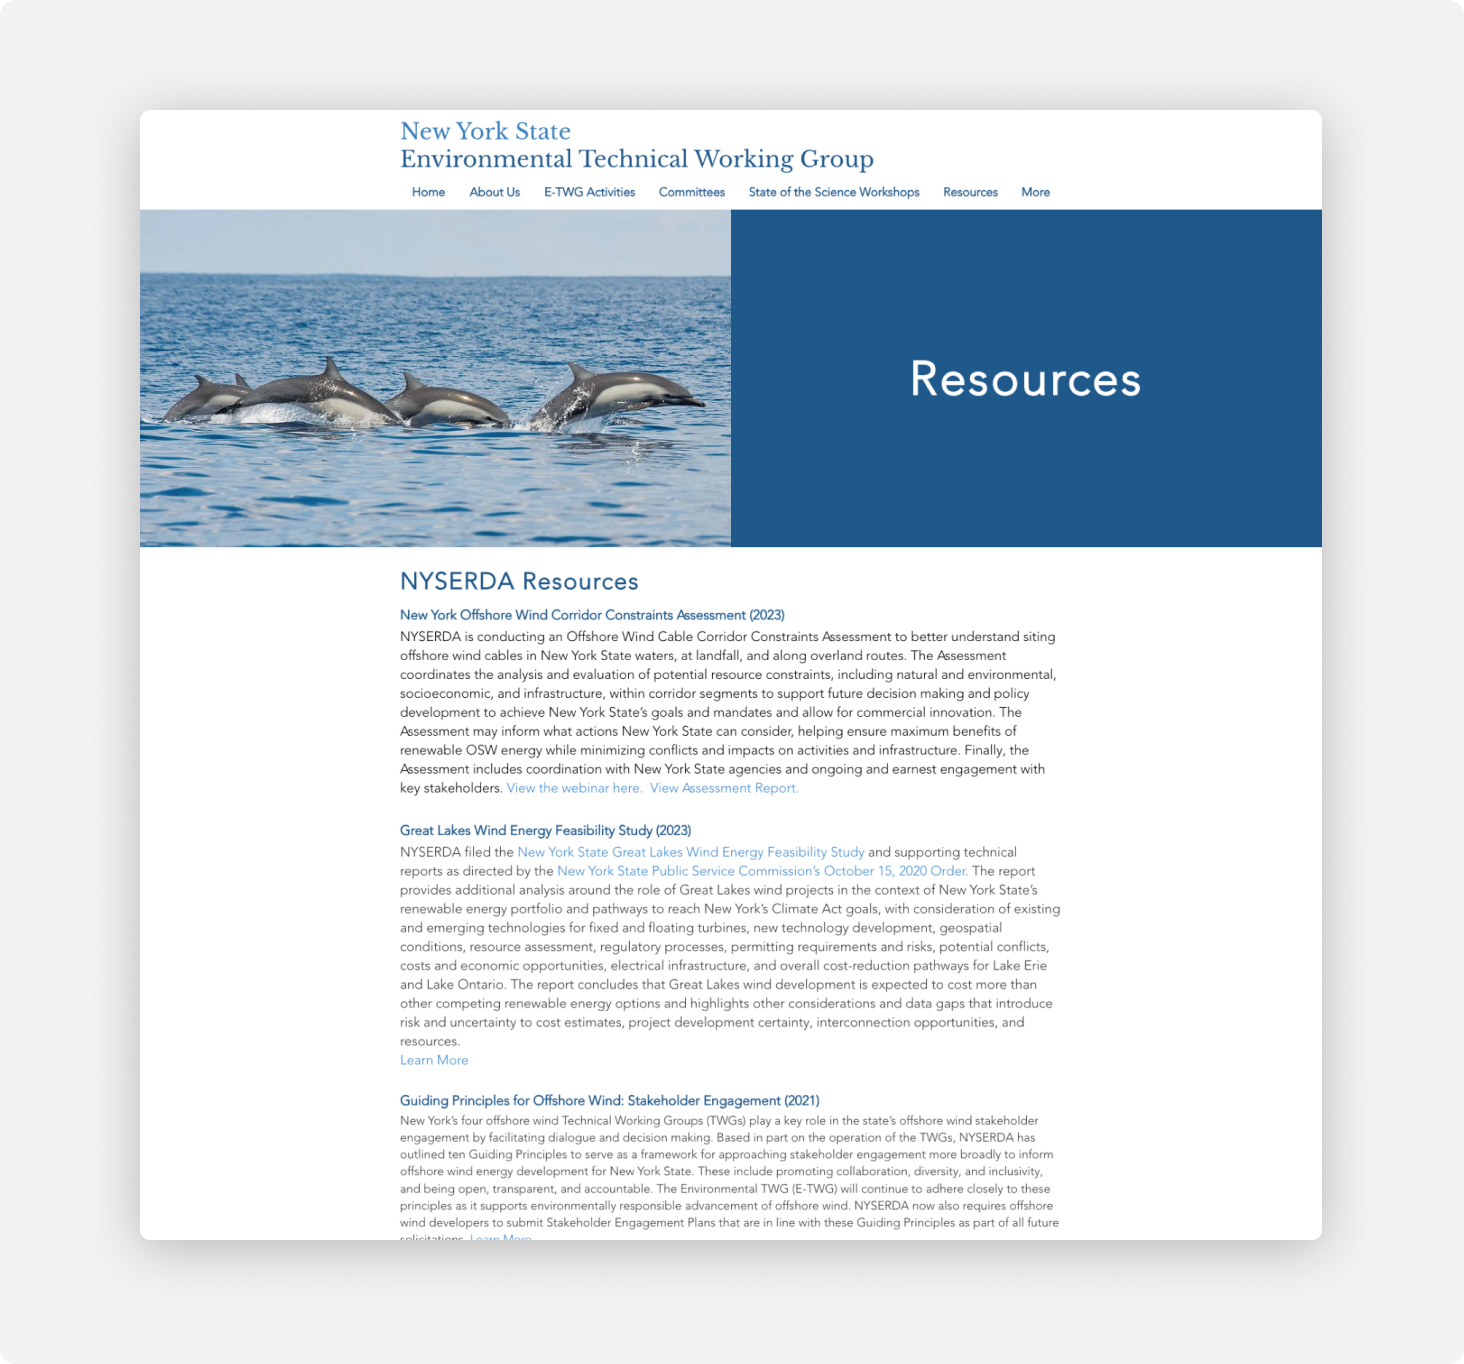 New York State
Environmental Technical Working Group
Home About Us E-TWG Activities Committees State of the Science Workshops Resources More
Resources
NYSERDA Resources
New York Offshore Wind Corridor Constraints Assessment (2023)
NYSERDA is conducting an Offshore Wind Cable Corridor Constraints Assessment to better understand siting
offshore wind cables in New York State waters, at landfall, and along overland routes. The Assessment
coordinates the analysis and evaluation of potential resource constraints, including natural and environmental,
socioeconomic, and infrastructure, within corridor segments to support future decision making and policy
development to achieve New York State's goals and mandates and allow for commercial innovation. The
Assessment may inform what actions New York State can consider, helping ensure maximum benefits of
renewable OSW energy while minimizing conflicts and impacts on activities and infrastructure. Finally, the
Assessment includes coordination with New York State agencies and ongoing and earnest engagement with
key stakeholders. View the webinar here. View Assessment Report.
Great Lakes Wind Energy Feasibility Study (2023)
NYSERDA filed the New York State Great Lakes Wind Energy Feasibility Study and supporting technical
reports as directed by the New York State Public Service Commission's October 15, 2020 Order. The report
provides additional analysis around the role of Great Lakes wind projects in the context of New York State's
renewable energy portfolio and pathways to reach New York's Climate Act goals, with consideration of existing
and emerging technologies for fixed and floating turbines, new technology development, geospatial
conditions, resource assessment, regulatory processes, permitting requirements and risks, potential conflicts,
costs and economic opportunities, electrical infrastructure, and overall cost-reduction pathways for Lake Erie
and Lake Ontario. The report concludes that Great Lakes wind development is expected to cost more than
other competing renewable energy options and highlights other considerations and data gaps that introduce
risk and uncertainty to cost estimates, project development certainty, interconnection opportunities, and
resources.
Learn More
Guiding Principles for Offshore Wind: Stakeholder Engagement (2021)
New York's four offshore wind Technical Working Groups (TWGs) play a key role in the state's offshore wind stakeholder
engagement by facilitating dialogue and decision making. Based in part on the operation of the TWGs, NYSERDA has
outlined ten Guiding Principles to serve as a framework for approaching stakeholder engagement more broadly to inform
offshore wind energy development for New York State. These include promoting collaboration, diversity, and inclusivity,
and being open, transparent, and accountable. The Environmental TWG (E-TWG) will continue to adhere closely to these
principles as it supports environmentally responsible advancement of offshore wind. NYSERDA now also requires offshore
wind developers to submit Stakeholder Engagement Plans that are in line with these Guiding Principles as part of all future
solicitations. Learn More